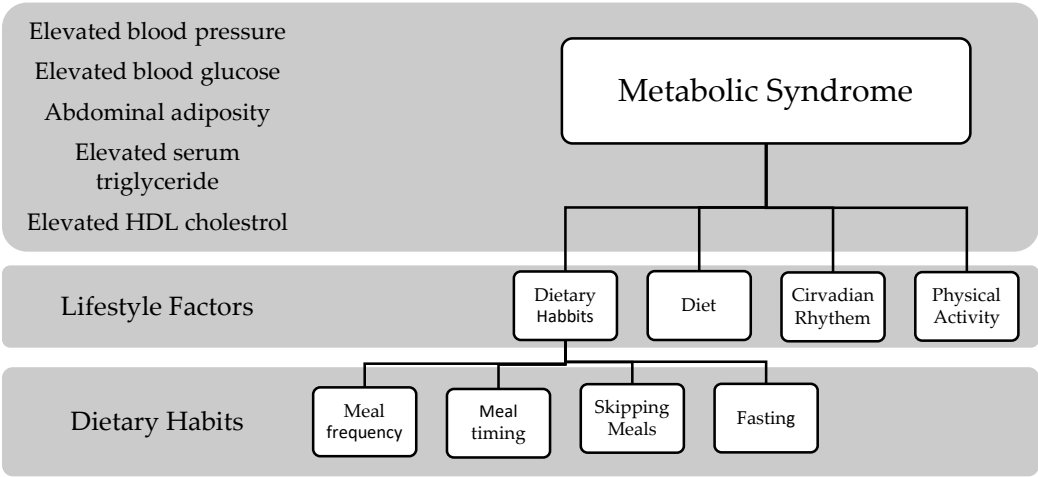 Elevated blood pressure
Elevated blood glucose
Abdominal adiposity
Elevated serum
triglyceride
Elevated HDL cholestrol
Metabolic Syndrome
Lifestyle Factors
Dietary
Habbits
Diet
Cirvadian
Rhythem
Physical
Activity
Dietary Habits
Meal
frequency
Meal
timing
Skipping
Meals
Fasting